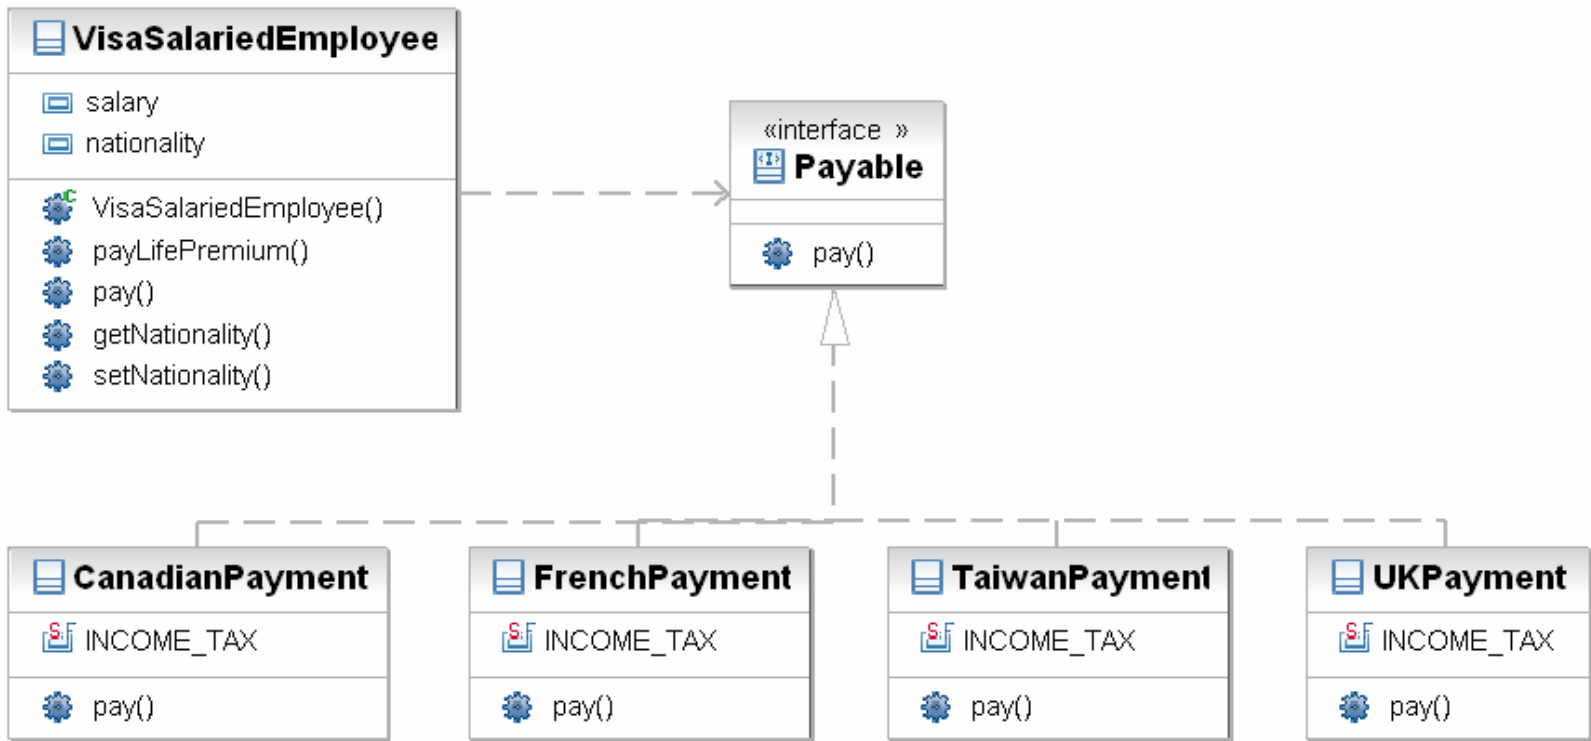 VisaSalariedEmployee
salary
nationality
VisaSalariedEmployee()
payLifePremium()
pay()
getNationality()
setNationality()
«interface »
Payable
pay()
CanadianPayment
INCOME_TAX
pay()
FrenchPayment
INCOME_TAX
pay()
TaiwanPayment
INCOME_TAX
pay()
UKPayment
INCOME_TAX
pay()